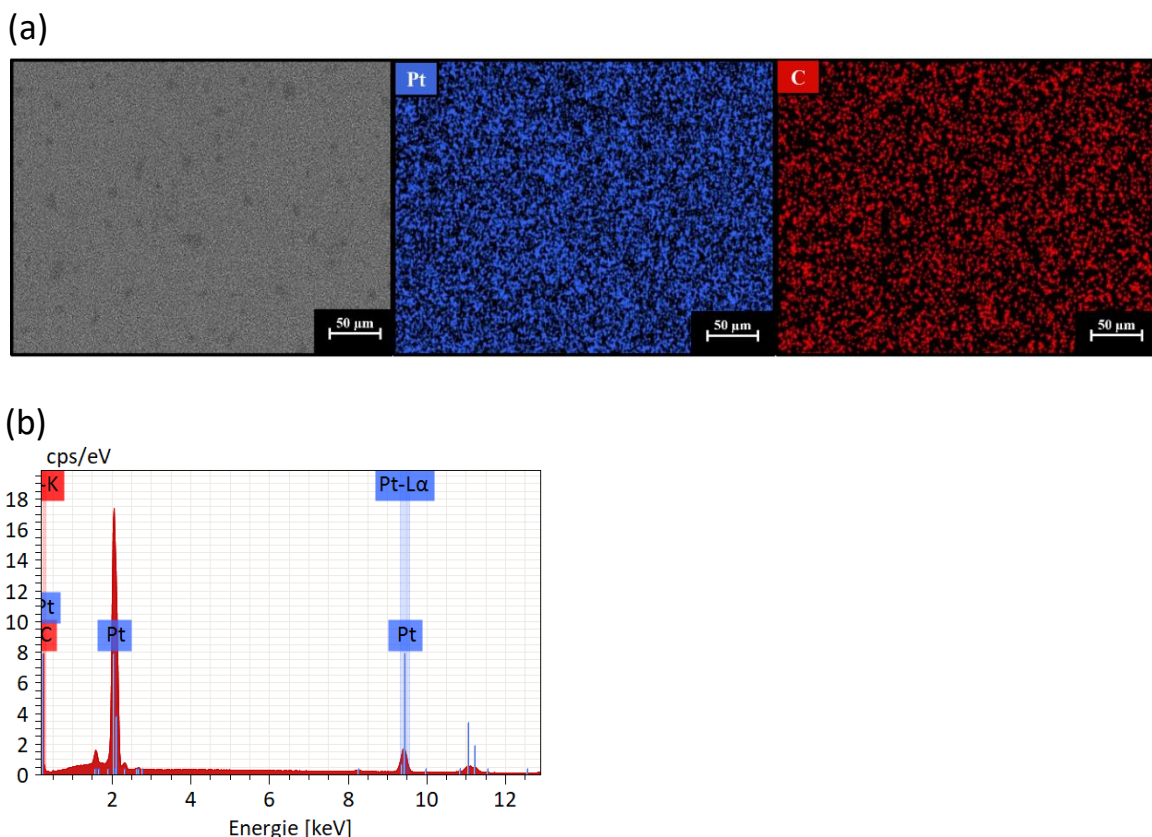 (a)
Pt
C
50 µm
50 µm
50 µm
(b)
cps/eV
-K
Pt-Lα
18
16
14
12
10
8
6
4
2
0
Pt
C
Pt
Pt
2
4
6
8
10
12
Energie [keV]